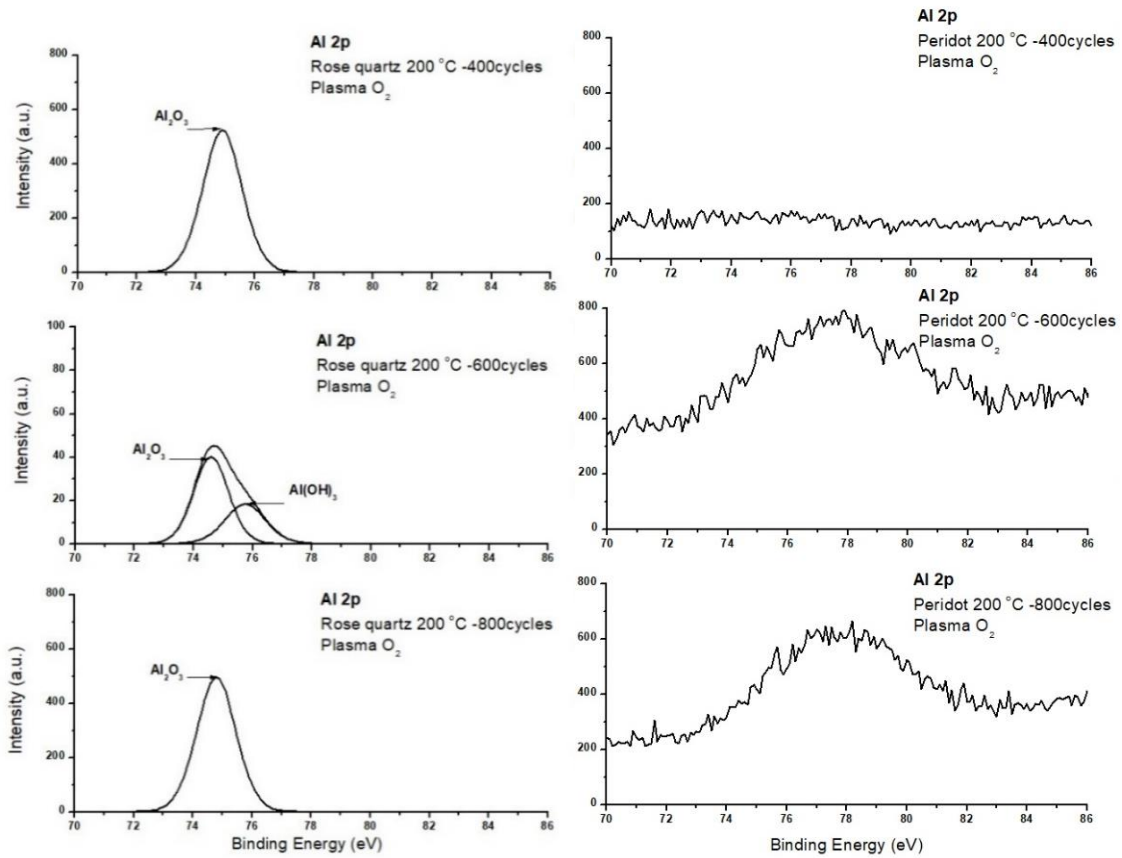 Al 2p
Rose quartz 200 °C -400cycles
Plasma O₂
Al₂O₃
Intensity (a.u.)
800
600
400
200
0
70 72 74 76 78 80 82 84 86
Al 2p
Peridot 200 °C -400cycles
Plasma O₂
800
600
400
200
0
70 72 74 76 78 80 82 84 86
Al 2p
Rose quartz 200 °C -600cycles
Plasma O₂
Al₂O₃
Al(OH)₃
Intensity (a.u.)
100
80
60
40
20
0
70 72 74 76 78 80 82 84 86
Al 2p
Peridot 200 °C -600cycles
Plasma O₂
800
600
400
200
0
70 72 74 76 78 80 82 84 86
Al 2p
Rose quartz 200 °C -800cycles
Plasma O₂
Al₂O₃
Intensity (a.u.)
800
600
400
200
0
70 72 74 76 78 80 82 84 86
Binding Energy (eV)
Al 2p
Peridot 200 °C -800cycles
Plasma O₂
800
600
400
200
0
70 72 74 76 78 80 82 84 86
Binding Energy (eV)